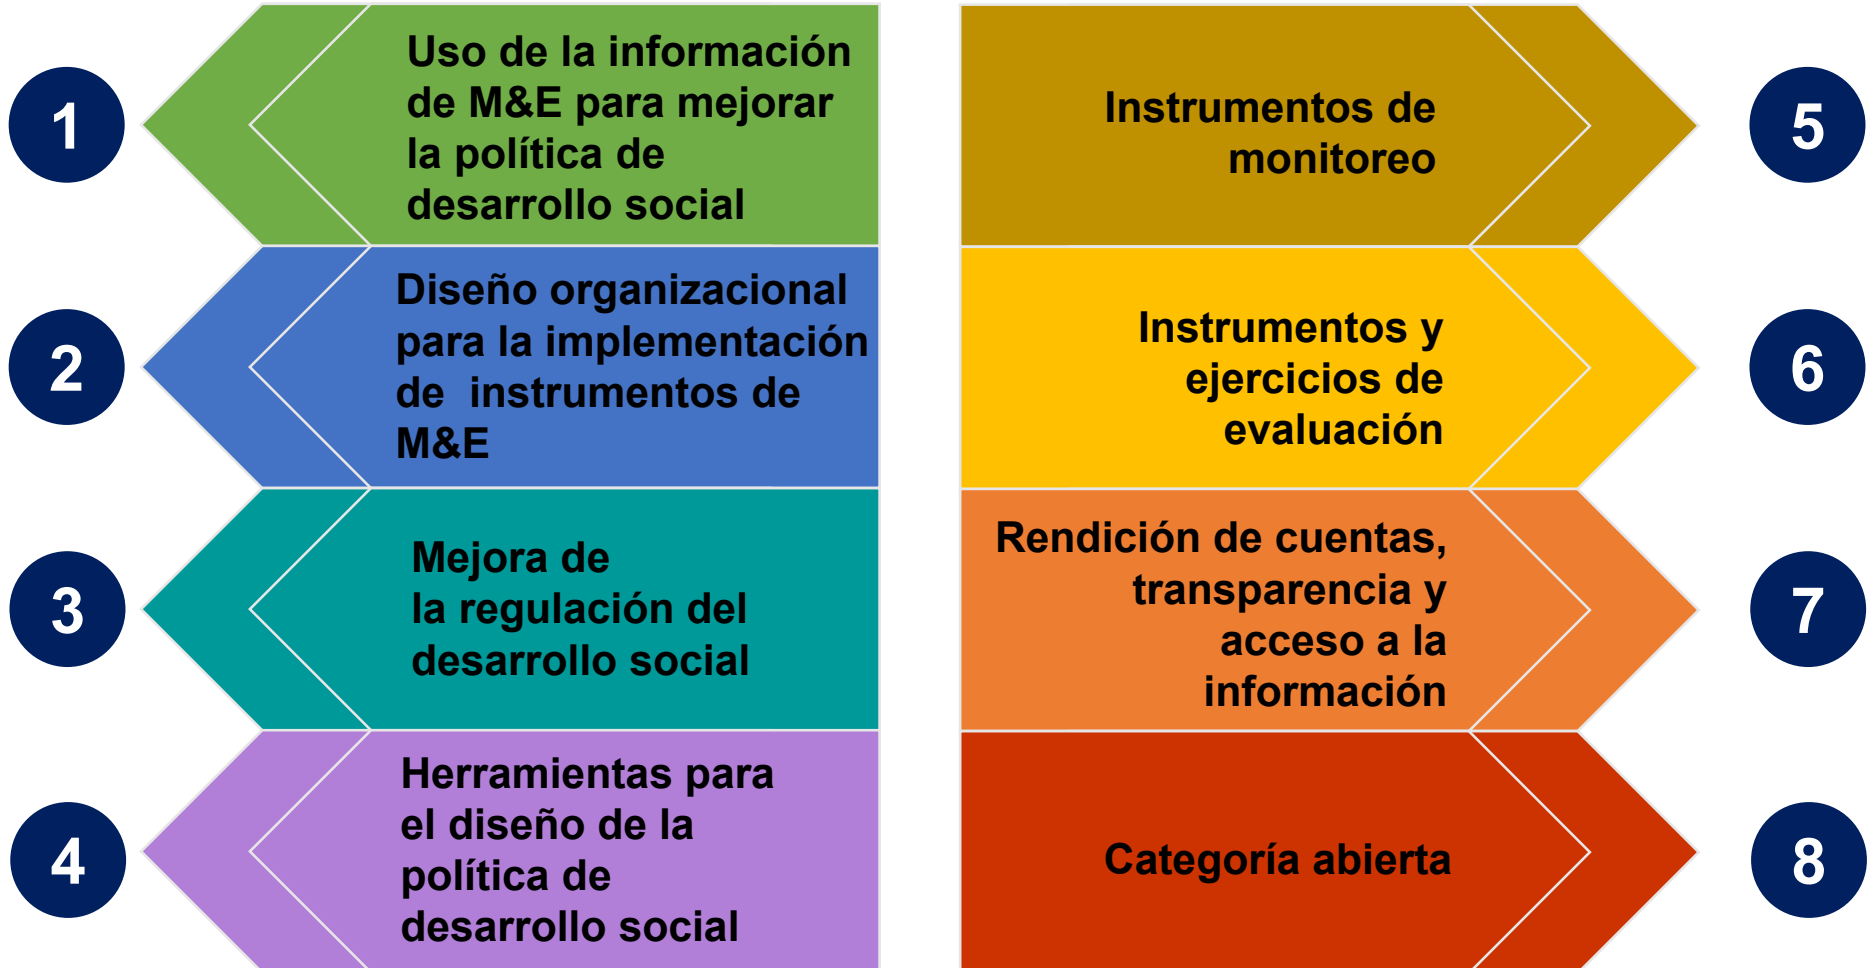 1
Uso de la información
de M&E para mejorar
la política de
desarrollo social
2
Diseño organizacional
para la implementación
de  instrumentos de
M&E
3
Mejora de
la regulación del
desarrollo social
4
Herramientas para
el diseño de la
política de
desarrollo social
Instrumentos de
monitoreo
5
Instrumentos y
ejercicios de
evaluación
6
Rendición de cuentas,
transparencia y
acceso a la
información
7
Categoría abierta
8